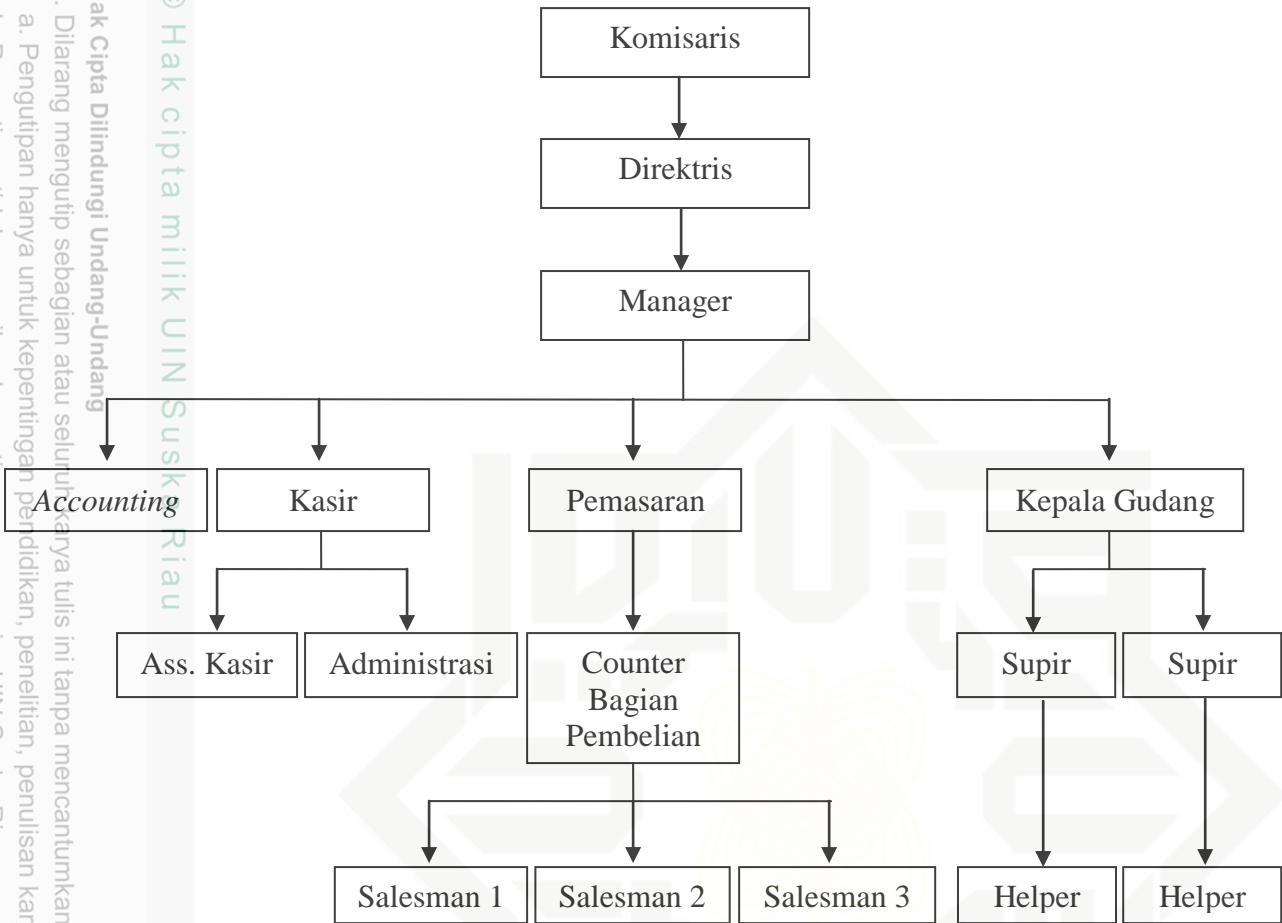 Komisaris
Direktris
Manager
Accounting
Kasir
Pemasaran
Kepala Gudang
Ass. Kasir
Administrasi
Counter
Bagian
Pembelian
Supir
Supir
Salesman 1
Salesman 2
Salesman 3
Helper
Helper
© Hak cipta milik UIN Suska Riau
ak Cipta Dilindungi Undang-Undang
. Dilarang mengutip sebagian atau seluruh karya tulis ini tanpa mencantumkan
a. Pengutipan hanya untuk kepentingan pendidikan, penelitian, penulisan kar